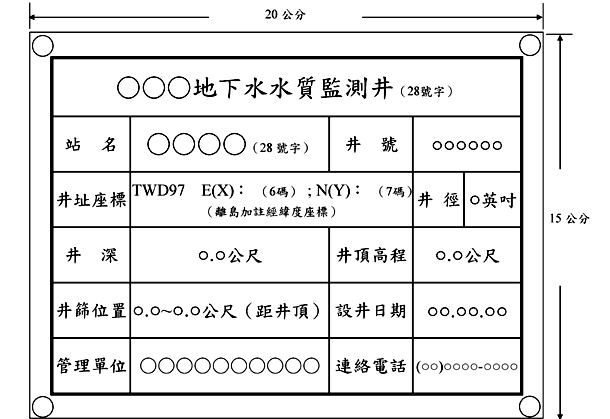 20 公分
○○○地下水水質監測井（28號字）
站 名 ○○○○（28 號字） 井 號 ○○○○○○
井址座標 TWD97 E(X)： （6碼）；N(Y)： （7碼） 井 徑 ○英吋
（離島加註經緯度座標）
15 公分
井 深 ○.○公尺 井頂高程 ○.○公尺
井篩位置 ○.○~○.○公尺（距井頂） 設井日期 ○○.○○.○○
管理單位 ○○○○○○○○○○ 連絡電話 (○○)○○○○-○○○○